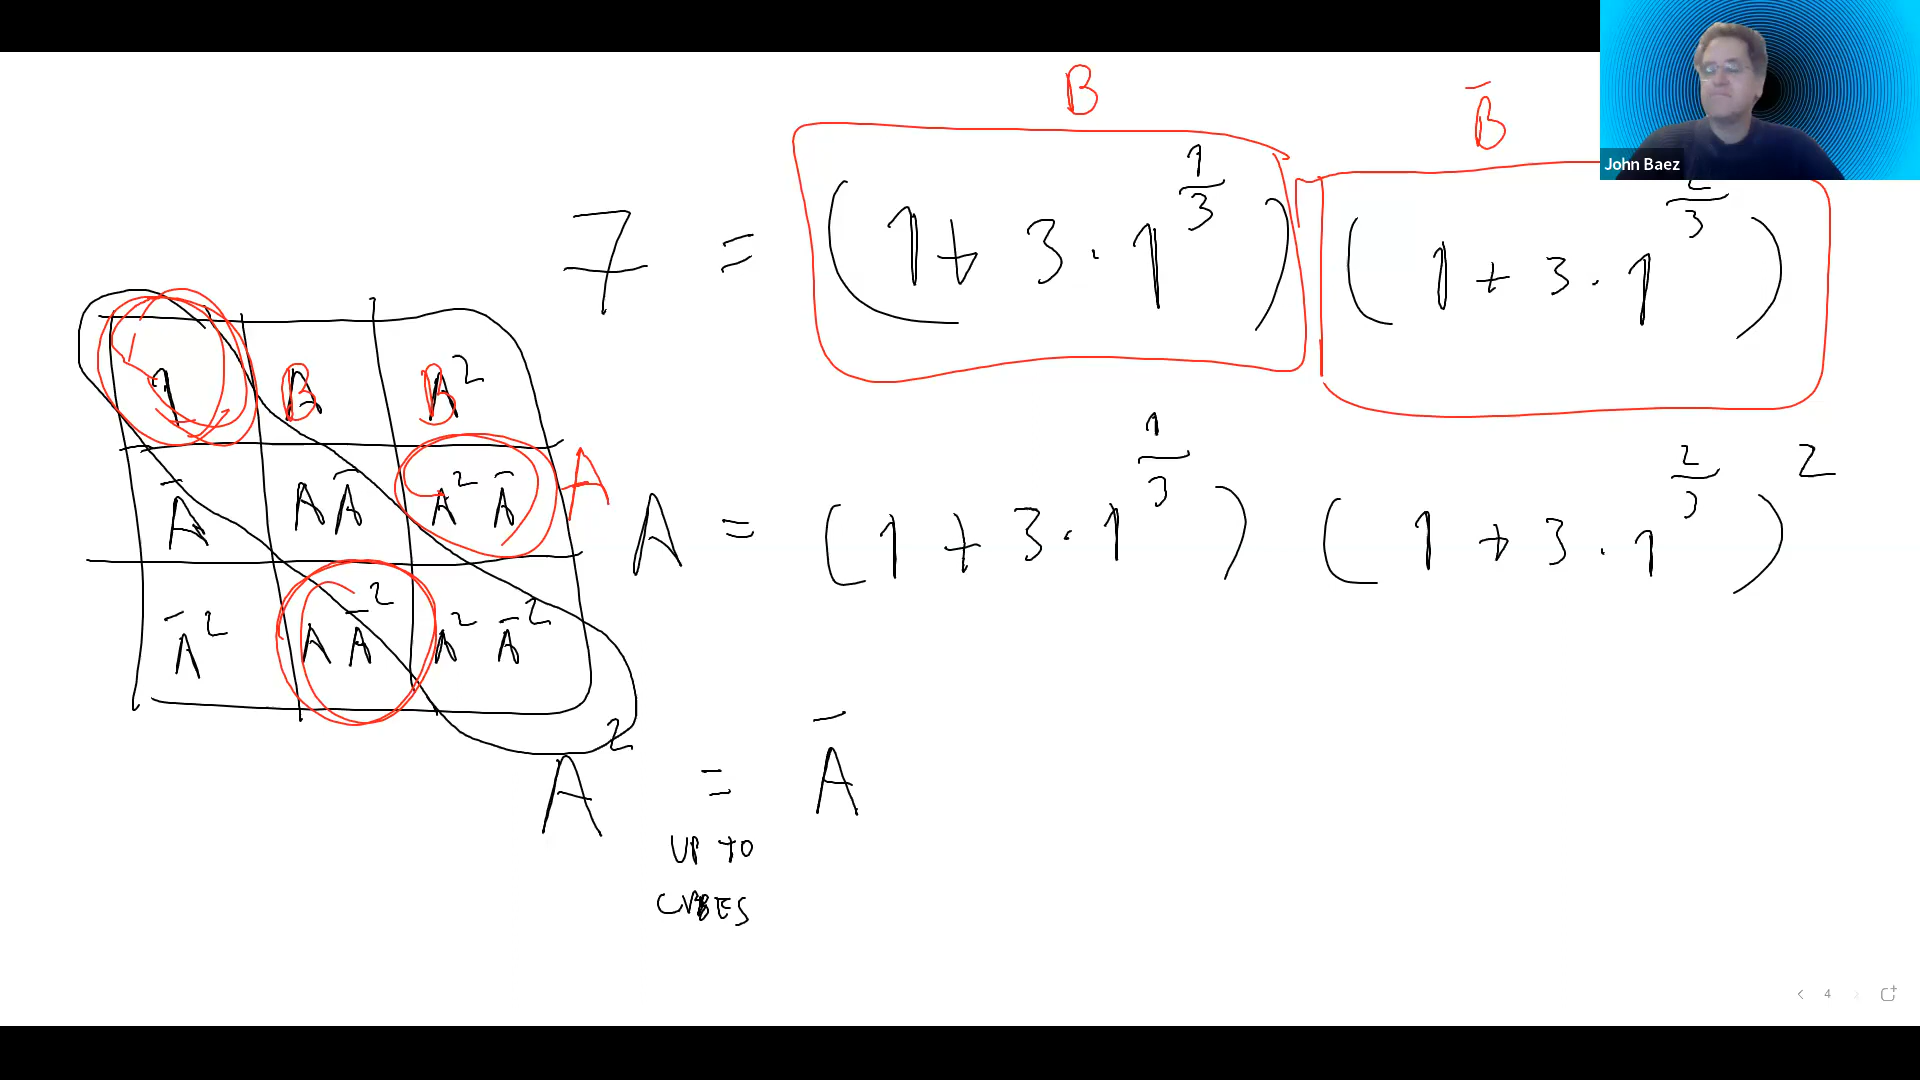 B
B̄
John Baez
7 = (1 + 3 · 1^{1/3}) (1 + 3 · 1^{2/3})
1 B B²
Ā AĀ A²Ā A
Ā² AĀ² A²Ā²
A = (1 + 3 · 1^{1/3}) (1 + 3 · 1^{2/3})²
A² = Ā
UP TO
CUBES
4